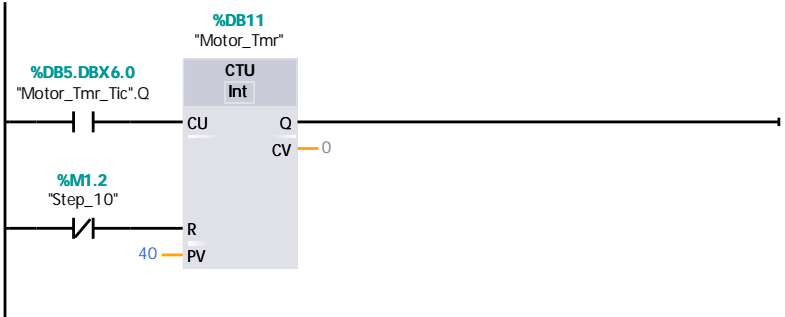 %DB11
"Motor_Tmr"
%DB5.DBX6.0
"Motor_Tmr_Tic".Q
CTU
Int
CU
Q
CV
0
%M1.2
"Step_10"
R
40
PV